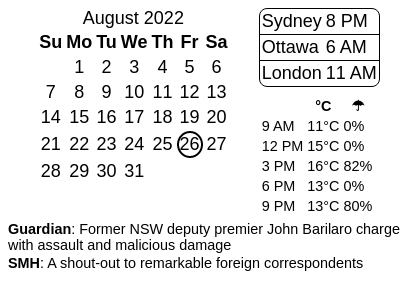 August 2022
Su Mo Tu We Th Fr Sa
1 2 3 4 5 6
7 8 9 10 11 12 13
14 15 16 17 18 19 20
21 22 23 24 25 26 27
28 29 30 31
Sydney 8 PM
Ottawa 6 AM
London 11 AM
°C ☂
9 AM 11°C 0%
12 PM 15°C 0%
3 PM 16°C 82%
6 PM 13°C 0%
9 PM 13°C 80%
Guardian: Former NSW deputy premier John Barilaro charge
with assault and malicious damage
SMH: A shout-out to remarkable foreign correspondents